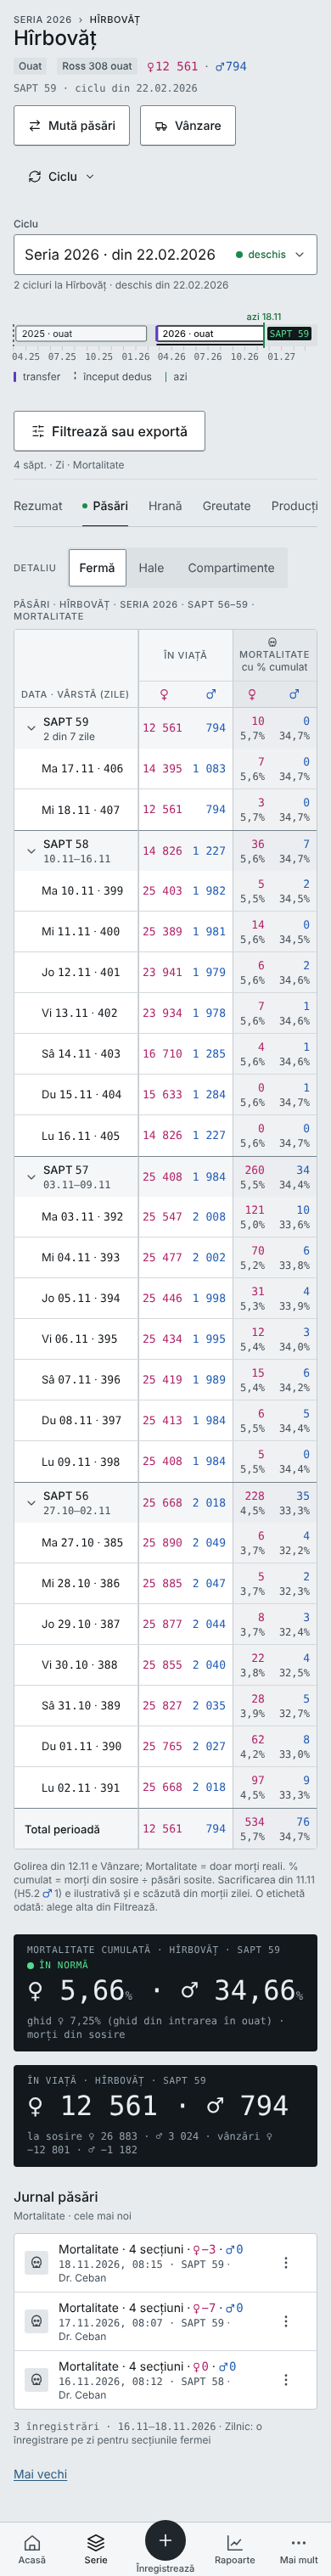 SERIA 2026 › HÎRBOVĂȚ
Hîrbovăț
Ouat Ross 308 ouat ♀12 561 · ♂794
SAPT 59 · ciclu din 22.02.2026
Mută păsări Vânzare
Ciclu
Ciclu
Seria 2026 · din 22.02.2026 deschis
2 cicluri la Hîrbovăț · deschis din 22.02.2026
azi 18.11
2025 · ouat 2026 · ouat SAPT 59
04.25 07.25 10.25 01.26 04.26 07.26 10.26 01.27
transfer început dedus azi
Filtrează sau exportă
4 săpt. · Zi · Mortalitate
Rezumat Păsări Hrană Greutate Producți
DETALIU Fermă Hale Compartimente
PĂSĂRI · HÎRBOVĂȚ · SERIA 2026 · SAPT 56–59 ·
MORTALITATE
DATA · VÂRSTĂ (ZILE) ÎN VIAȚĂ MORTALITATE
cu % cumulat
♀ ♂ ♀ ♂
SAPT 59 12 561 794 10 0
2 din 7 zile 5,7% 34,7%
Ma 17.11 · 406 14 395 1 083 7 0
5,6% 34,7%
Mi 18.11 · 407 12 561 794 3 0
5,7% 34,7%
SAPT 58 14 826 1 227 36 7
10.11–16.11 5,6% 34,7%
Ma 10.11 · 399 25 403 1 982 5 2
5,5% 34,5%
Mi 11.11 · 400 25 389 1 981 14 0
5,6% 34,5%
Jo 12.11 · 401 23 941 1 979 6 2
5,6% 34,6%
Vi 13.11 · 402 23 934 1 978 7 1
5,6% 34,6%
Sâ 14.11 · 403 16 710 1 285 4 1
5,6% 34,6%
Du 15.11 · 404 15 633 1 284 0 1
5,6% 34,7%
Lu 16.11 · 405 14 826 1 227 0 0
5,6% 34,7%
SAPT 57 25 408 1 984 260 34
03.11–09.11 5,5% 34,4%
Ma 03.11 · 392 25 547 2 008 121 10
5,0% 33,6%
Mi 04.11 · 393 25 477 2 002 70 6
5,2% 33,8%
Jo 05.11 · 394 25 446 1 998 31 4
5,3% 33,9%
Vi 06.11 · 395 25 434 1 995 12 3
5,4% 34,0%
Sâ 07.11 · 396 25 419 1 989 15 6
5,4% 34,2%
Du 08.11 · 397 25 413 1 984 6 5
5,5% 34,4%
Lu 09.11 · 398 25 408 1 984 5 0
5,5% 34,4%
SAPT 56 25 668 2 018 228 35
27.10–02.11 4,5% 33,3%
Ma 27.10 · 385 25 890 2 049 6 4
3,7% 32,2%
Mi 28.10 · 386 25 885 2 047 5 2
3,7% 32,3%
Jo 29.10 · 387 25 877 2 044 8 3
3,7% 32,4%
Vi 30.10 · 388 25 855 2 040 22 4
3,8% 32,5%
Sâ 31.10 · 389 25 827 2 035 28 5
3,9% 32,7%
Du 01.11 · 390 25 765 2 027 62 8
4,2% 33,0%
Lu 02.11 · 391 25 668 2 018 97 9
4,5% 33,3%
Total perioadă 12 561 794 534 76
5,7% 34,7%
Golirea din 12.11 e Vânzare; Mortalitate = doar morți reali. %
cumulat = morți din sosire ÷ păsări sosite. Sacrificarea din 11.11
(H5.2 ♂ 1) e ilustrativă și e scăzută din morții zilei. O etichetă
odată: alege alta din Filtrează.
MORTALITATE CUMULATĂ · HÎRBOVĂȚ · SAPT 59
ÎN NORMĂ
♀ 5,66% · ♂ 34,66%
ghid ♀ 7,25% (ghid din intrarea în ouat) ·
morți din sosire
ÎN VIAȚĂ · HÎRBOVĂȚ · SAPT 59
♀ 12 561 · ♂ 794
la sosire ♀ 26 883 · ♂ 3 024 · vânzări ♀
−12 801 · ♂ −1 182
Jurnal păsări
Mortalitate · cele mai noi
Mortalitate · 4 secțiuni · ♀−3 · ♂0
18.11.2026, 08:15 · SAPT 59 ·
Dr. Ceban
Mortalitate · 4 secțiuni · ♀−7 · ♂0
17.11.2026, 08:07 · SAPT 59 ·
Dr. Ceban
Mortalitate · 4 secțiuni · ♀0 · ♂0
16.11.2026, 08:12 · SAPT 58 ·
Dr. Ceban
3 înregistrări · 16.11–18.11.2026 · Zilnic: o
înregistrare pe zi pentru secțiunile fermei
Mai vechi
Acasă Serie Înregistrează Rapoarte Mai mult